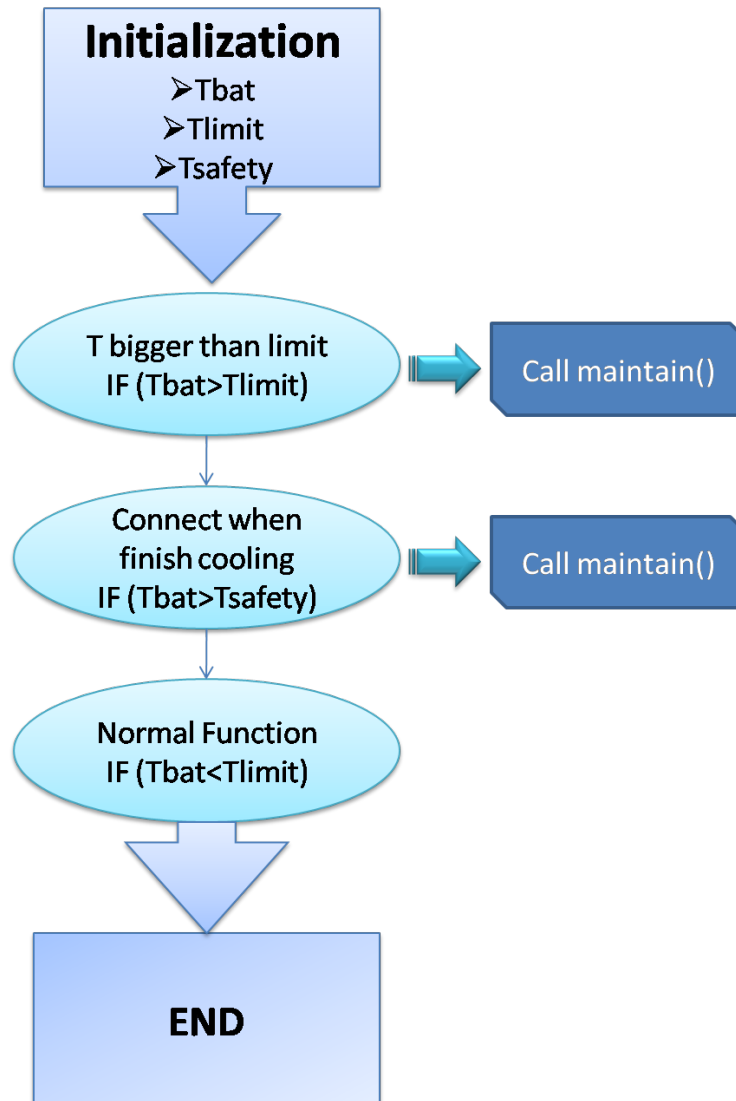 Initialization
➢Tbat
➢Tlimit
➢Tsafety
T bigger than limit
IF (Tbat>Tlimit)
Call maintain()
Connect when
finish cooling
IF (Tbat>Tsafety)
Call maintain()
Normal Function
IF (Tbat<Tlimit)
END